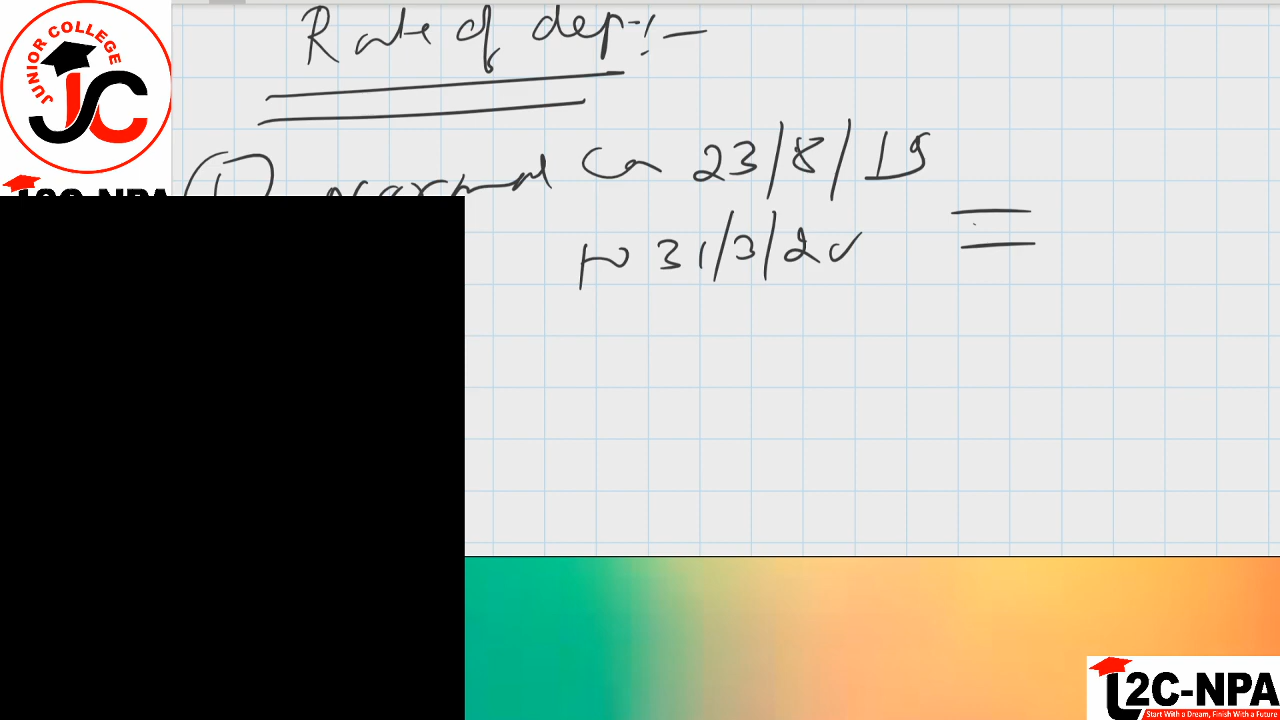 JUNIOR COLLEGE
JC
Rate of dep:-
① on 23/8/19
to 31/3/20
=
L2C-NPA
Start With a Dream, Finish With a Future